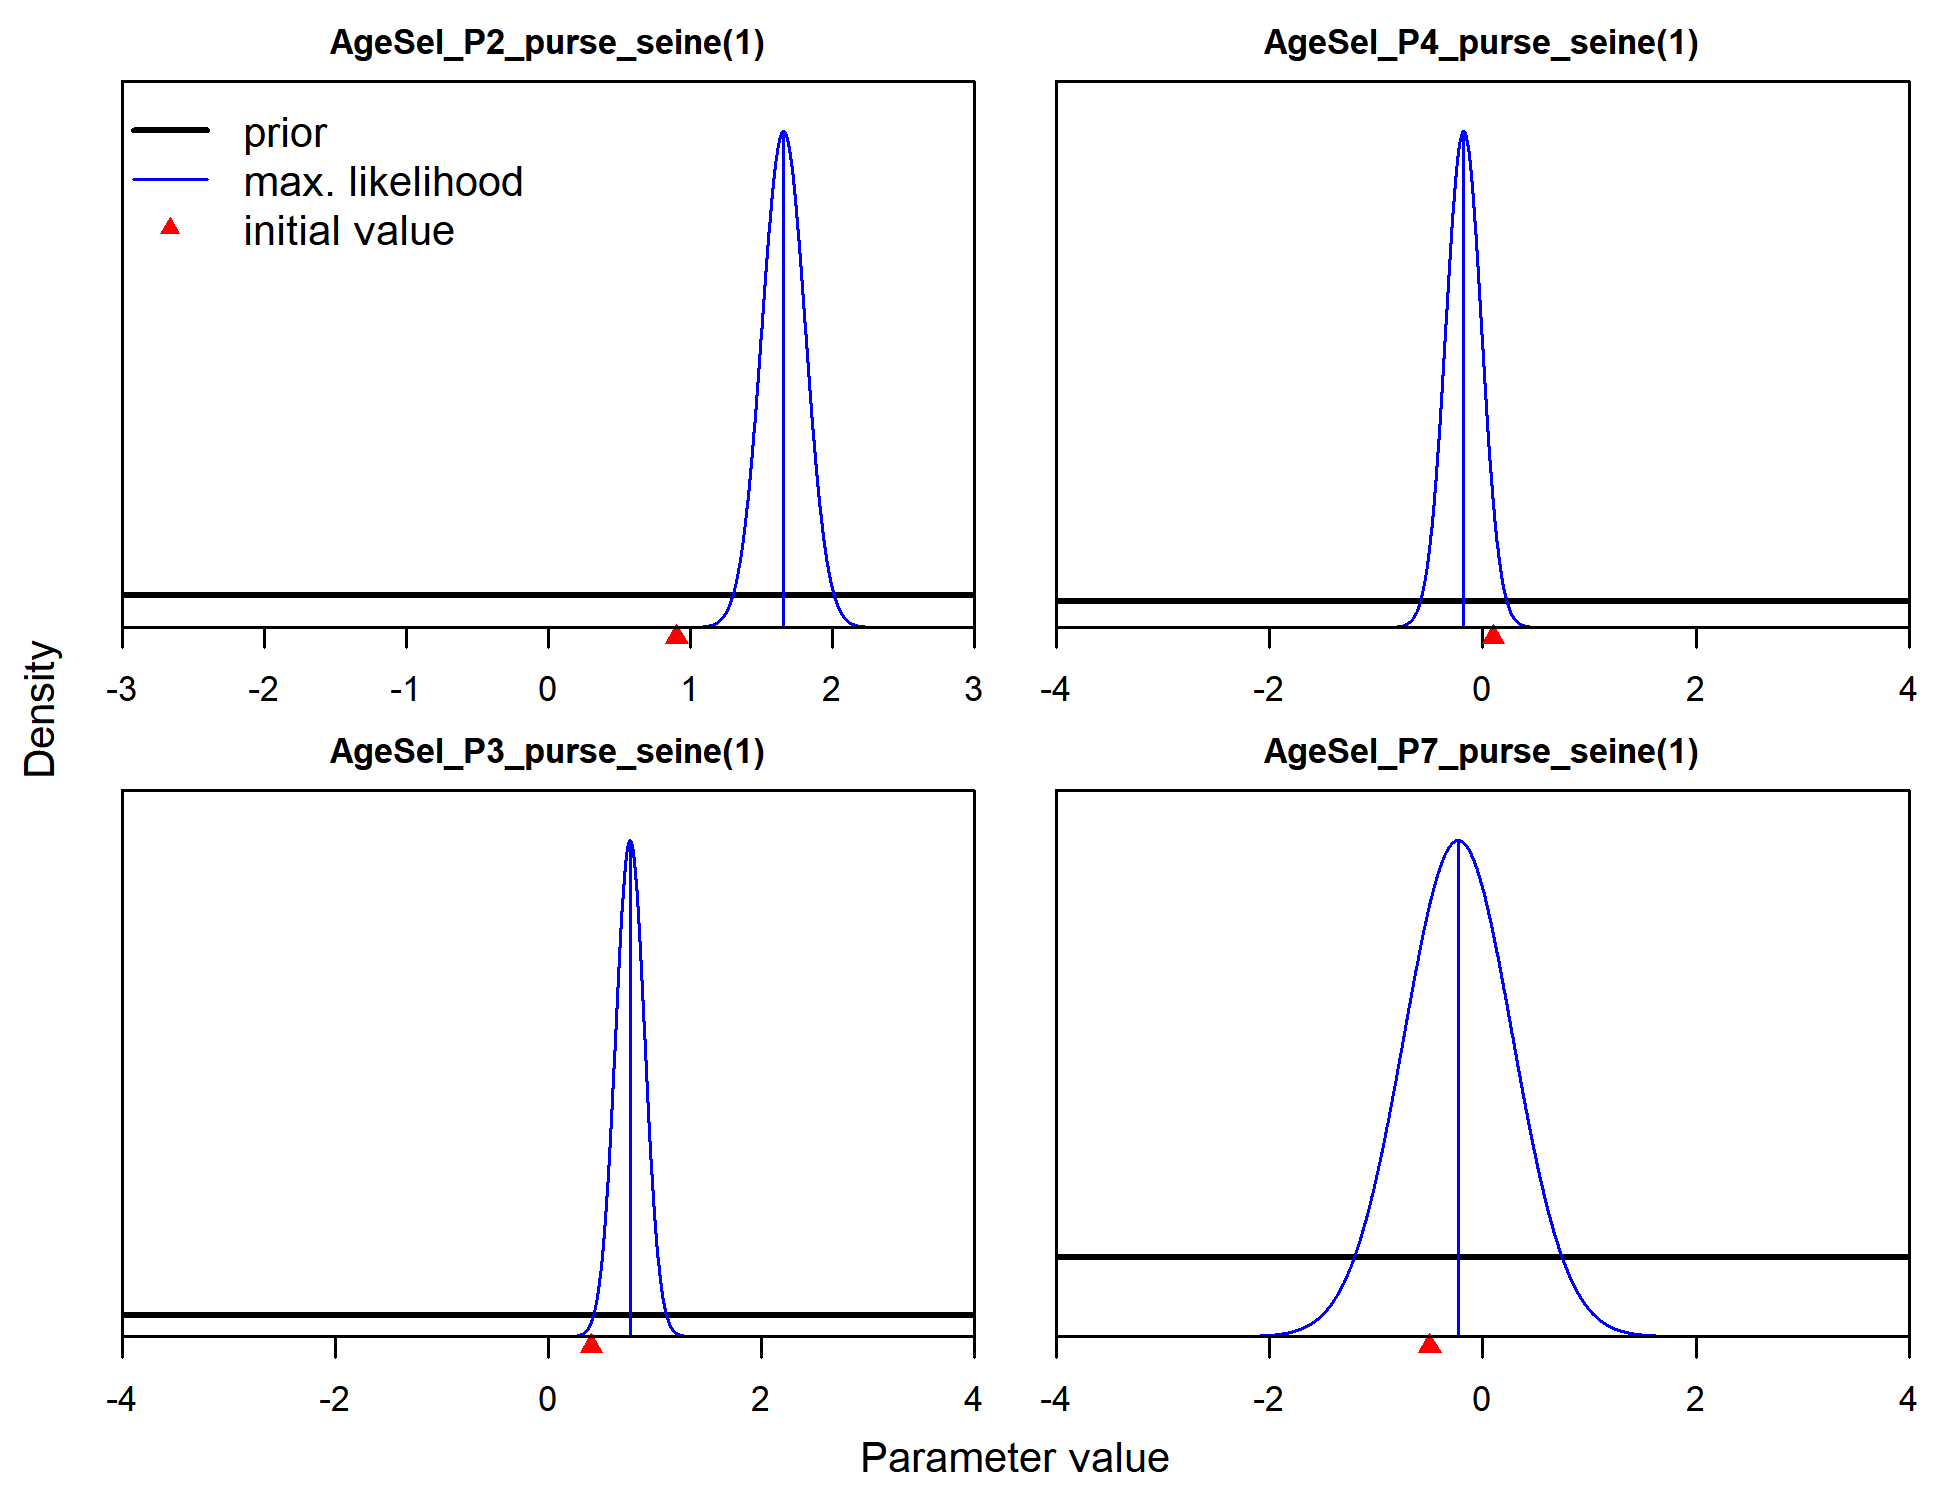 AgeSel_P2_purse_seine(1)
prior
max. likelihood
initial value
-3 -2 -1 0 1 2 3
AgeSel_P4_purse_seine(1)
-4 -2 0 2 4
Density
AgeSel_P3_purse_seine(1)
-4 -2 0 2 4
AgeSel_P7_purse_seine(1)
-4 -2 0 2 4
Parameter value